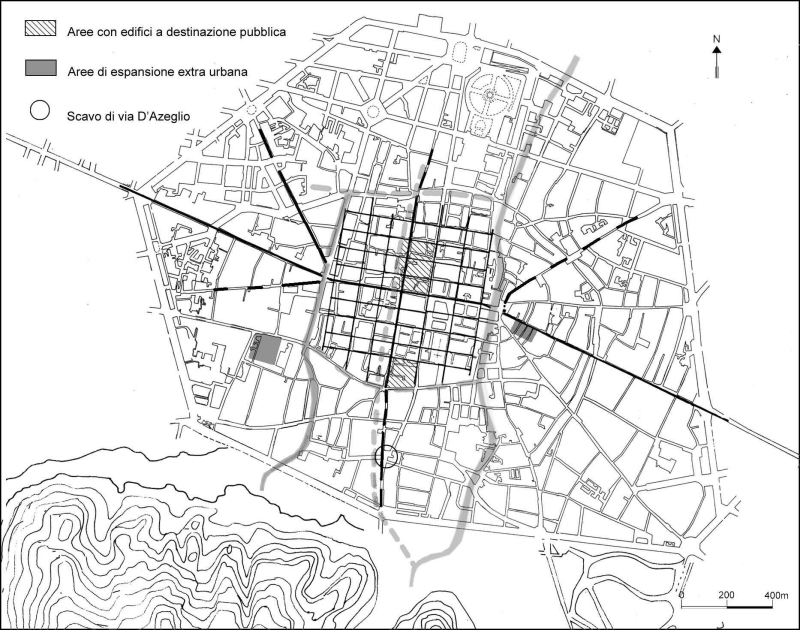 Aree con edifici a destinazione pubblica
Aree di espansione extra urbana
Scavo di via D'Azeglio
N
0 200 400m